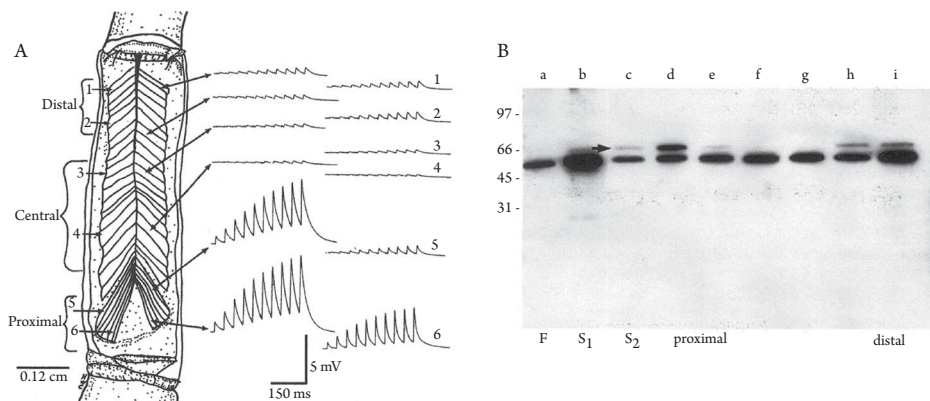 A
Distal
1
2
Central
3
4
Proximal
5
6
0.12 cm
1
2
3
4
5
6
5 mV
150 ms
B
a b c d e f g h i
97 -
66 -
45 -
31 -
F S1 S2 proximal distal